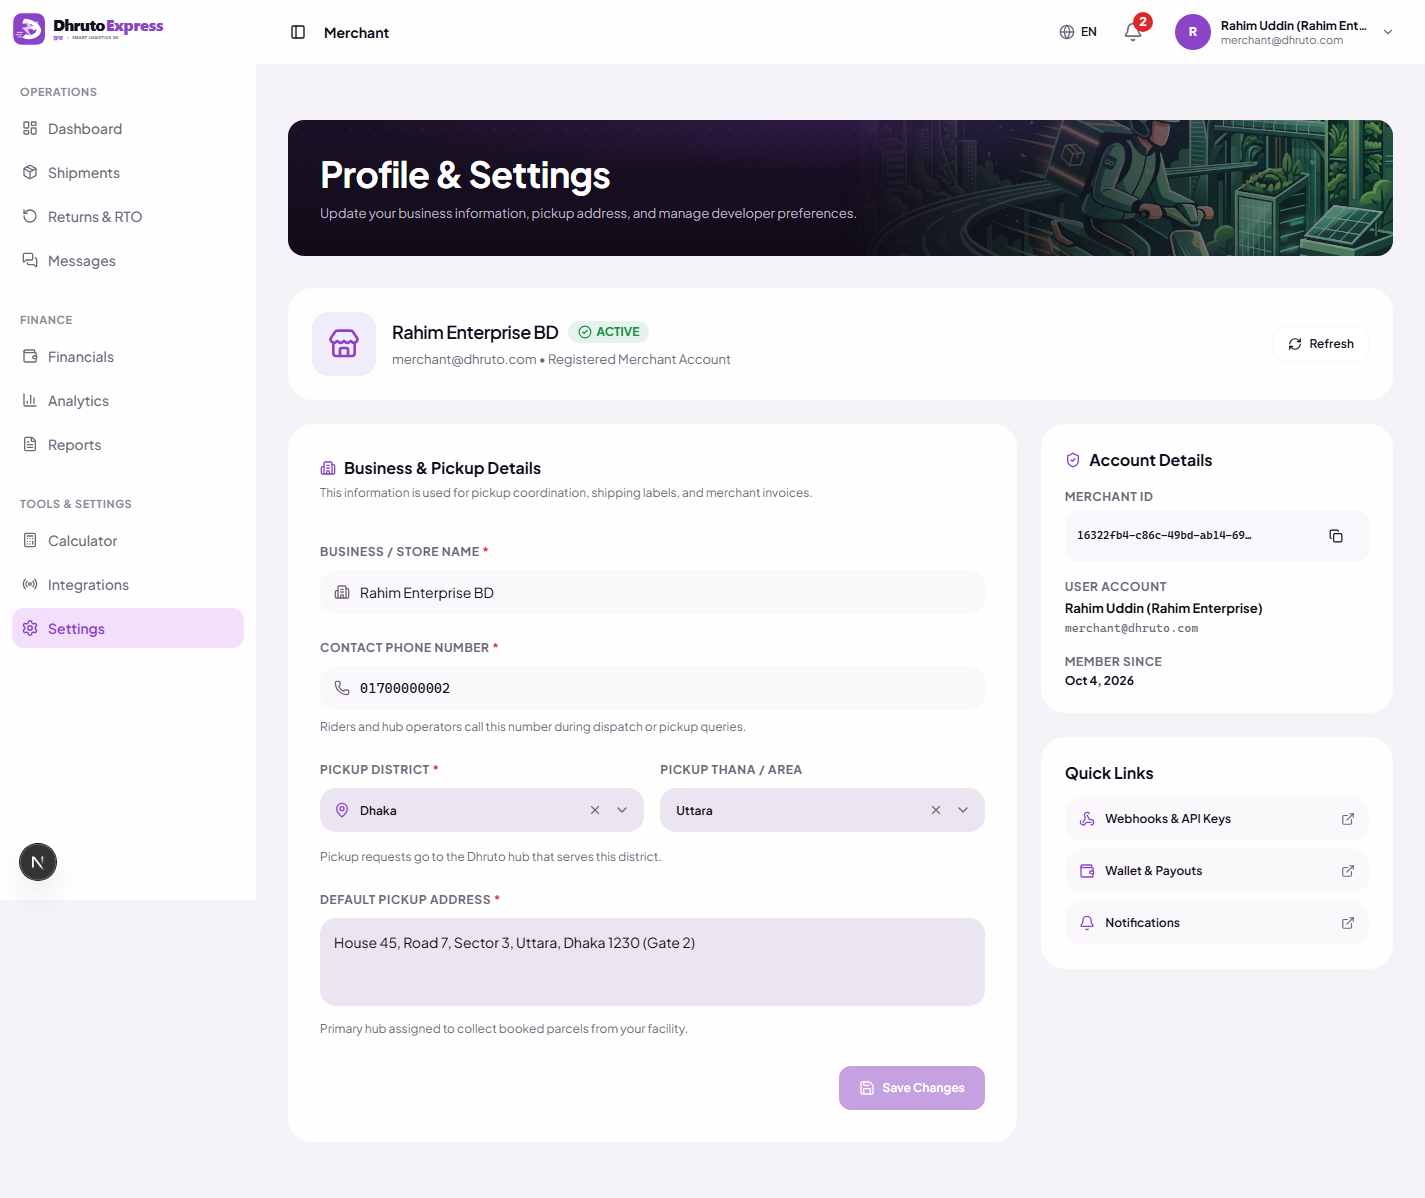 DhrutoExpress
SMART LOGISTICS
Merchant
EN
2
R
Rahim Uddin (Rahim Ent...
merchant@dhruto.com
OPERATIONS
Dashboard
Shipments
Returns & RTO
Messages
FINANCE
Financials
Analytics
Reports
TOOLS & SETTINGS
Calculator
Integrations
Settings
N
Profile & Settings
Update your business information, pickup address, and manage developer preferences.
GO
Rahim Enterprise BD
ACTIVE
merchant@dhruto.com • Registered Merchant Account
Refresh
Business & Pickup Details
This information is used for pickup coordination, shipping labels, and merchant invoices.
BUSINESS / STORE NAME *
Rahim Enterprise BD
CONTACT PHONE NUMBER *
01700000002
Riders and hub operators call this number during dispatch or pickup queries.
PICKUP DISTRICT *
Dhaka
PICKUP THANA / AREA
Uttara
Pickup requests go to the Dhruto hub that serves this district.
DEFAULT PICKUP ADDRESS *
House 45, Road 7, Sector 3, Uttara, Dhaka 1230 (Gate 2)
Primary hub assigned to collect booked parcels from your facility.
Save Changes
Account Details
MERCHANT ID
16322fb4-c86c-49bd-ab14-69…
USER ACCOUNT
Rahim Uddin (Rahim Enterprise)
merchant@dhruto.com
MEMBER SINCE
Oct 4, 2026
Quick Links
Webhooks & API Keys
Wallet & Payouts
Notifications